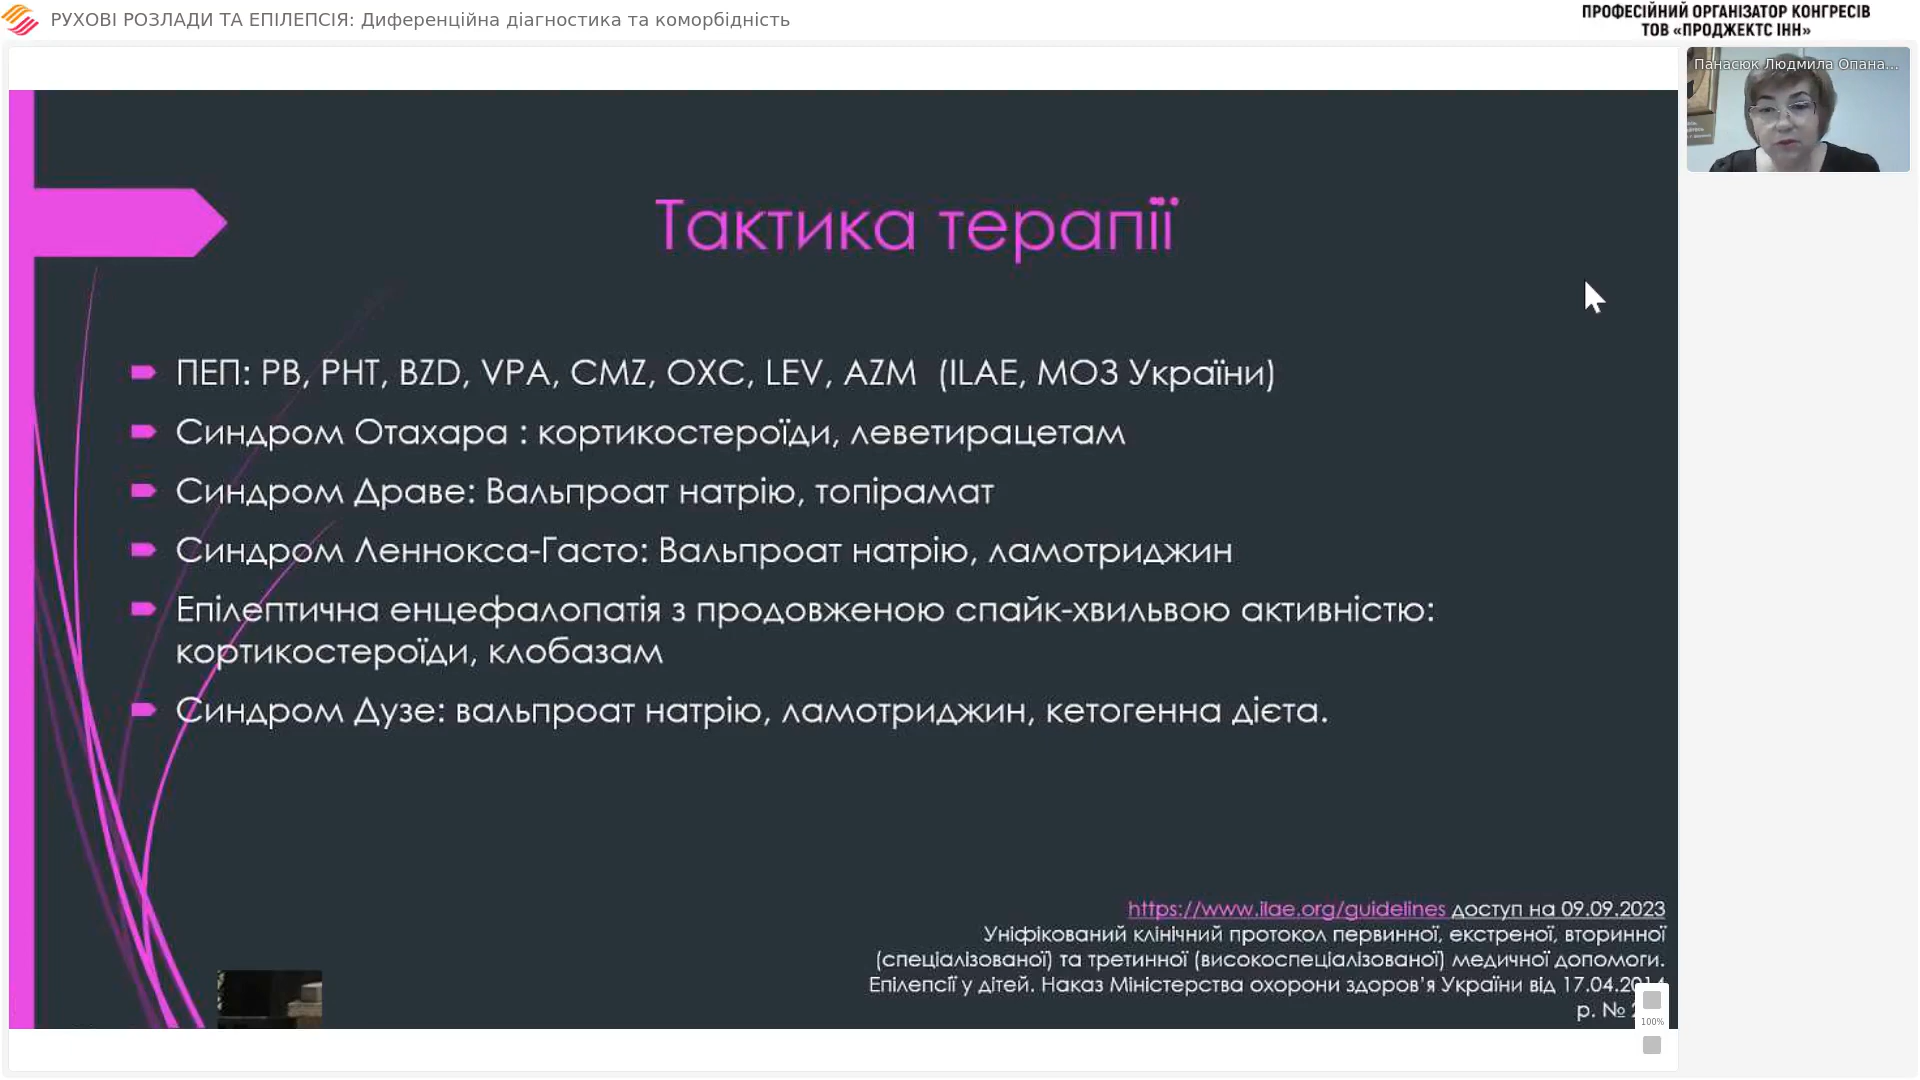 РУХОВІ РОЗЛАДИ ТА ЕПІЛЕПСІЯ: Диференційна діагностика та коморбідність
ПРОФЕСІЙНИЙ ОРГАНІЗАТОР КОНГРЕСІВ
ТОВ «ПРОДЖЕКТС ІНН»
Панасюк Людмила Опана...
Тактика терапії
ПЕП: PB, PHT, BZD, VPA, CMZ, OXC, LEV, AZM (ILAE, МОЗ України)
Синдром Отахара : кортикостероїди, леветирацетам
Синдром Драве: Вальпроат натрію, топірамат
Синдром Леннокса-Гасто: Вальпроат натрію, ламотриджин
Епілептична енцефалопатія з продовженою спайк-хвильвою активністю:
кортикостероїди, клобазам
Синдром Дузе: вальпроат натрію, ламотриджин, кетогенна дієта.
https://www.ilae.org/guidelines доступ на 09.09.2023
Уніфікований клінічний протокол первинної, екстреної, вторинної
(спеціалізованої) та третинної (високоспеціалізованої) медичної допомоги.
Епілепсії у дітей. Наказ Міністерства охорони здоров’я України від 17.04.2014
р. №
100%